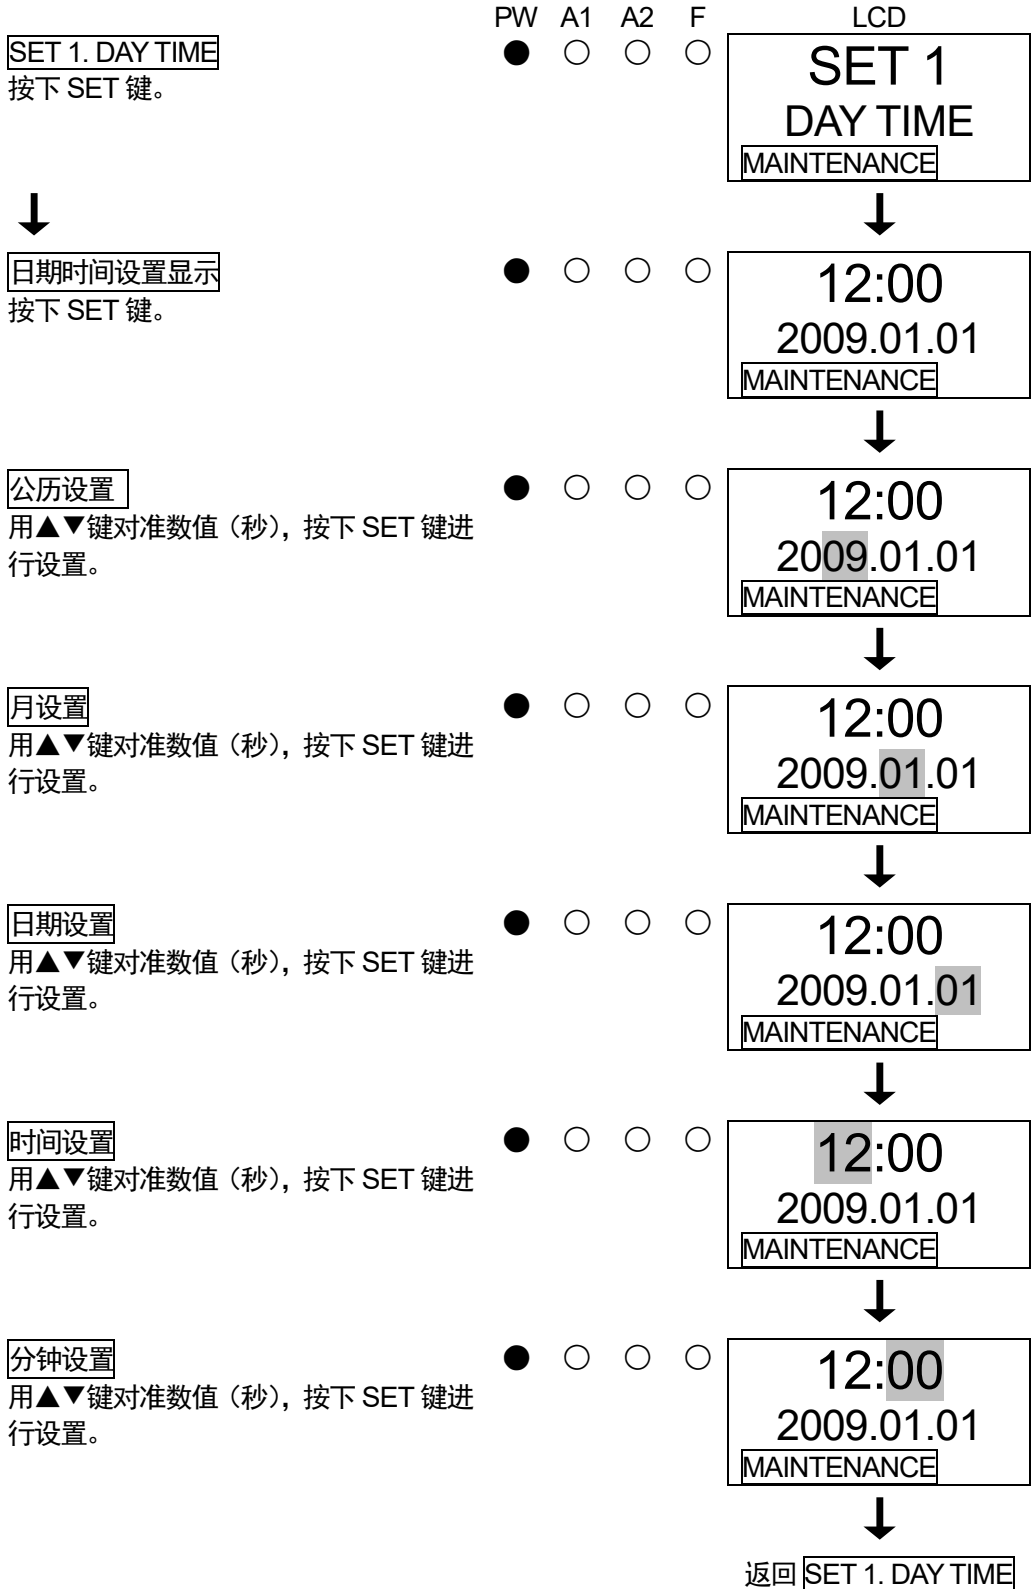 PW A1 A2 F LCD
SET 1. DAY TIME ● ○ ○ ○
按下 SET 键。
SET 1
DAY TIME
MAINTENANCE
↓ ↓
日期时间设置显示 ● ○ ○ ○
按下 SET 键。
12:00
2009.01.01
MAINTENANCE
↓
公历设置 ● ○ ○ ○
用▲▼键对准数值（秒），按下 SET 键进
行设置。
12:00
2009.01.01
MAINTENANCE
↓
月设置 ● ○ ○ ○
用▲▼键对准数值（秒），按下 SET 键进
行设置。
12:00
2009.01.01
MAINTENANCE
↓
日期设置 ● ○ ○ ○
用▲▼键对准数值（秒），按下 SET 键进
行设置。
12:00
2009.01.01
MAINTENANCE
↓
时间设置 ● ○ ○ ○
用▲▼键对准数值（秒），按下 SET 键进
行设置。
12:00
2009.01.01
MAINTENANCE
↓
分钟设置 ● ○ ○ ○
用▲▼键对准数值（秒），按下 SET 键进
行设置。
12:00
2009.01.01
MAINTENANCE
↓
返回 SET 1. DAY TIME